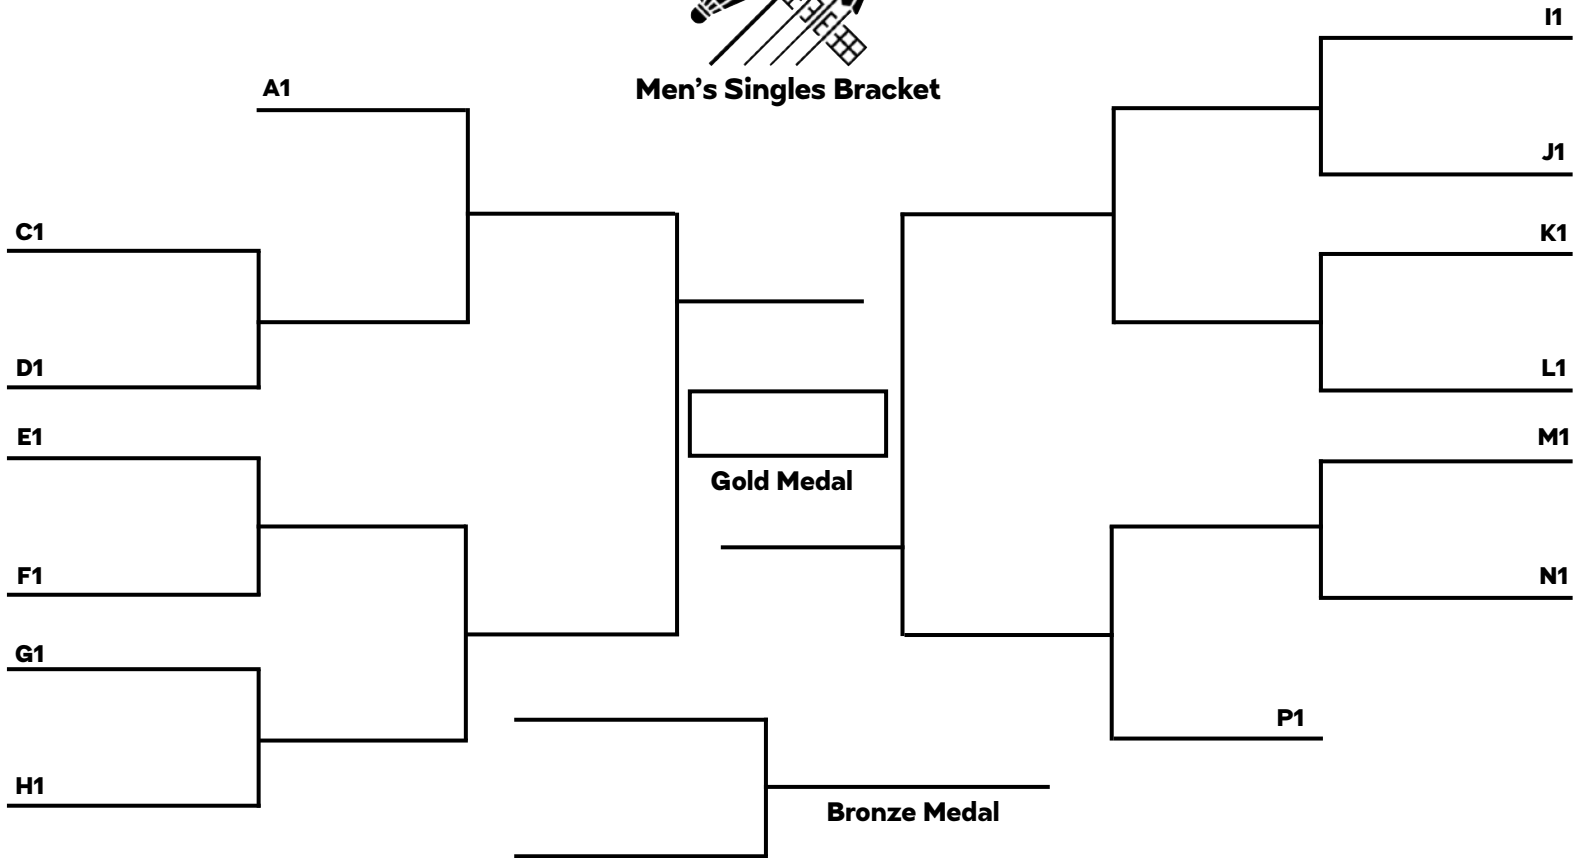 Men's Singles Bracket
A1
C1
D1
E1
F1
G1
H1
I1
J1
K1
L1
M1
N1
P1
Gold Medal
Bronze Medal